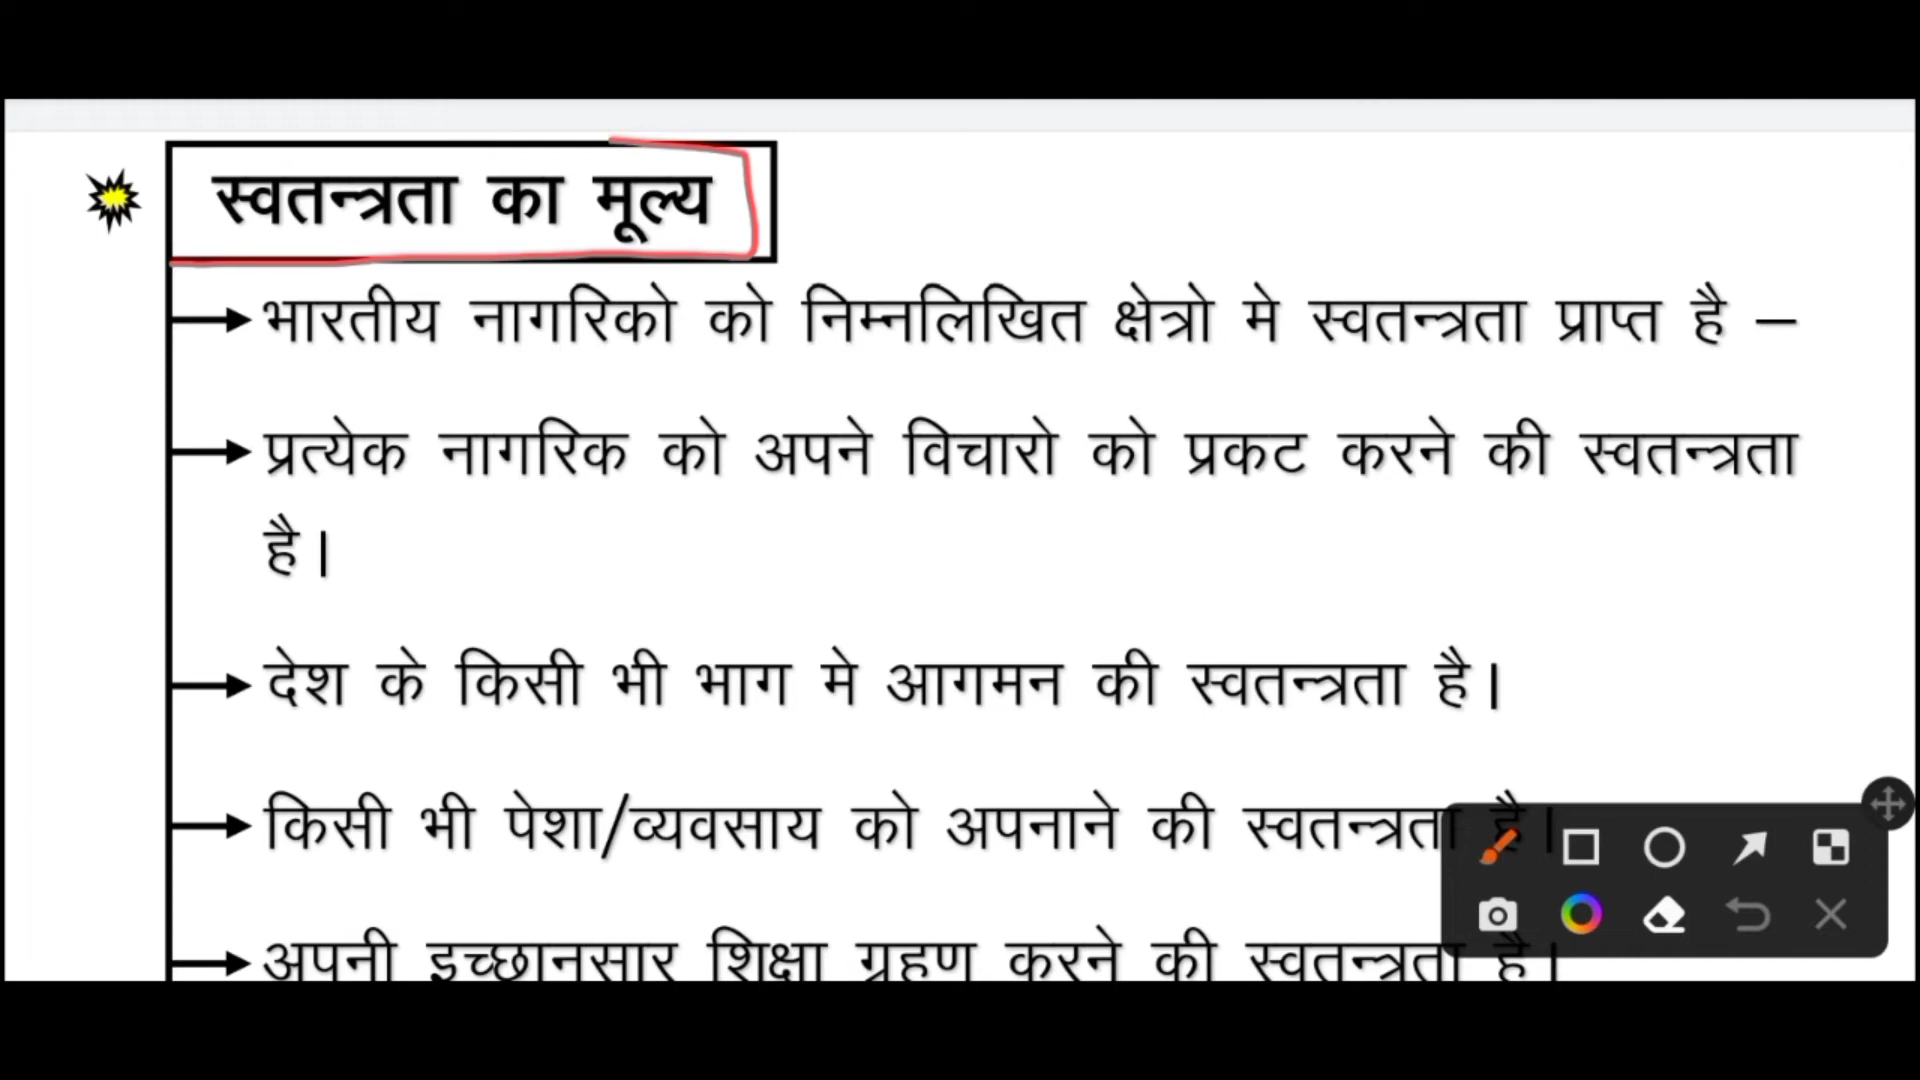 स्वतन्त्रता का मूल्य
भारतीय नागरिको को निम्नलिखित क्षेत्रो मे स्वतन्त्रता प्राप्त है –
प्रत्येक नागरिक को अपने विचारो को प्रकट करने की स्वतन्त्रता
है।
देश के किसी भी भाग मे आगमन की स्वतन्त्रता है।
किसी भी पेशा/व्यवसाय को अपनाने की स्वतन्त्रता है।
अपनी इच्छानुसार शिक्षा ग्रहण करने की स्वतन्त्रता है।